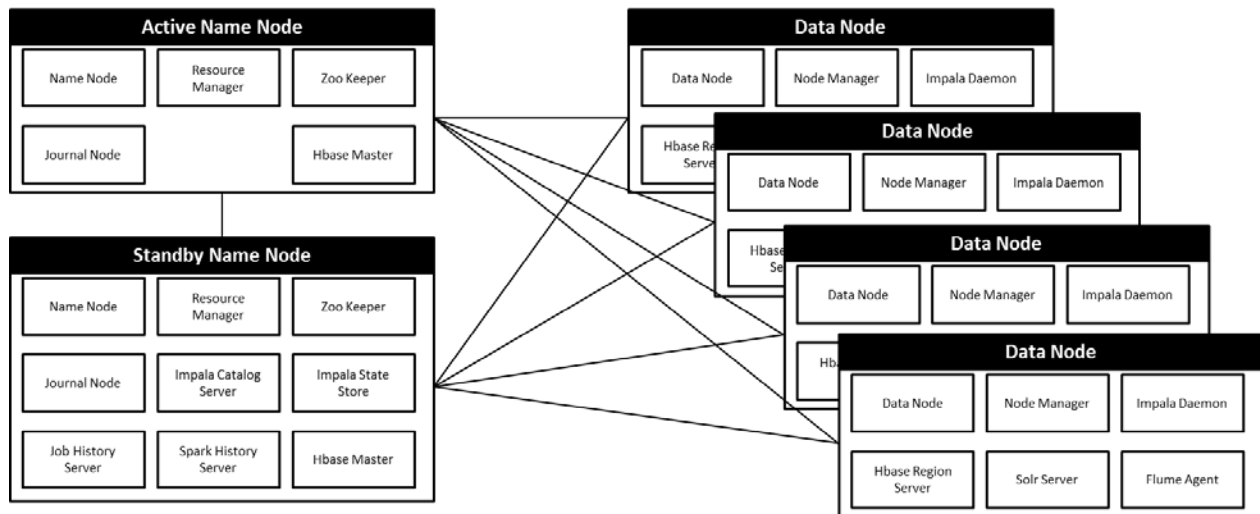 Active Name Node
Name Node
Resource
Manager
Zoo Keeper
Journal Node
Hbase Master
Standby Name Node
Name Node
Resource
Manager
Zoo Keeper
Journal Node
Impala Catalog
Server
Impala State
Store
Job History
Server
Spark History
Server
Hbase Master
Data Node
Data Node
Node Manager
Impala Daemon
Hbase
Data Node
Data Node
Node Manager
Impala Daemon
Data Node
Data Node
Node Manager
Impala Daemon
Data Node
Data Node
Node Manager
Impala Daemon
Hbase Region
Server
Solr Server
Flume Agent